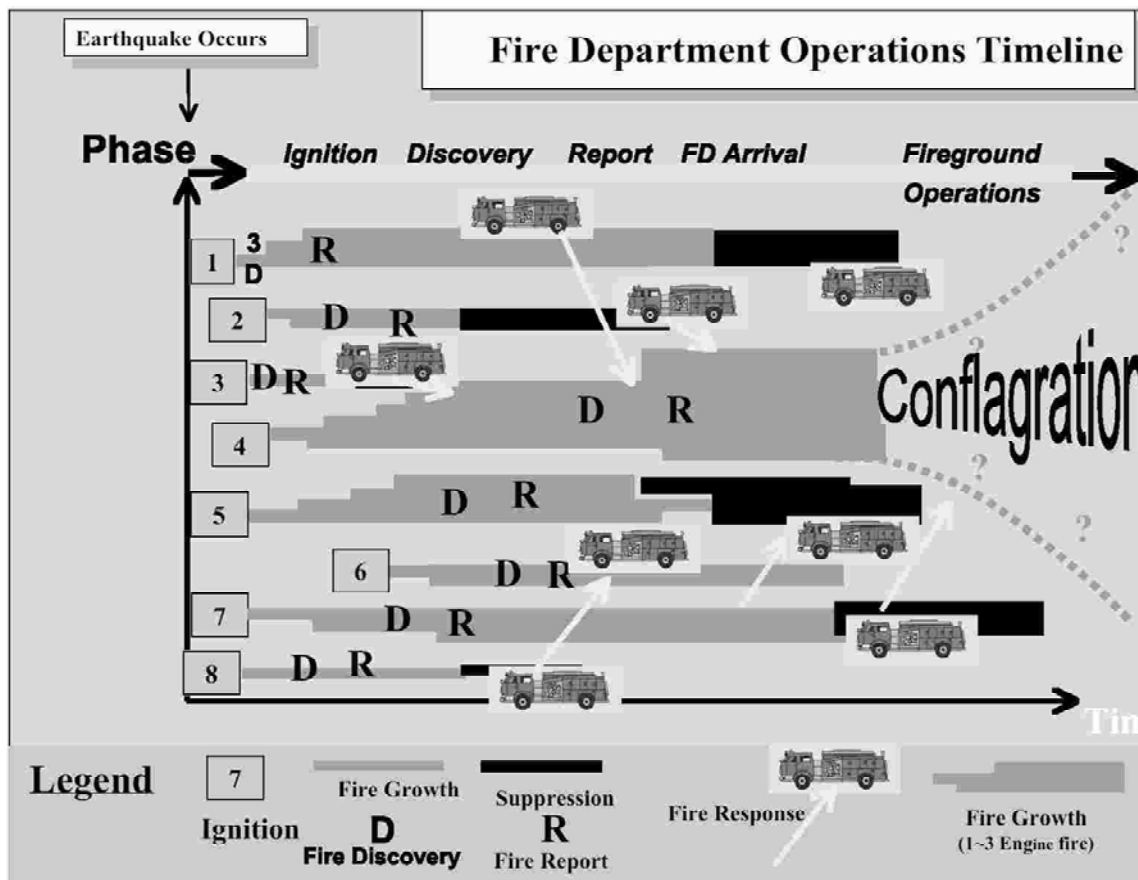 Earthquake Occurs
Fire Department Operations Timeline
Phase
Ignition Discovery Report FD Arrival Fireground
Operations
3
1 D R
?
2 D R
?
3 D R
Conflagration
4 D R
?
5 D R
?
6 D R
7 D R
8 D R
Tim
Legend
7
Fire Growth
Suppression
Fire Response
Fire Growth
(1~3 Engine fire)
Ignition
D
Fire Discovery
R
Fire Report